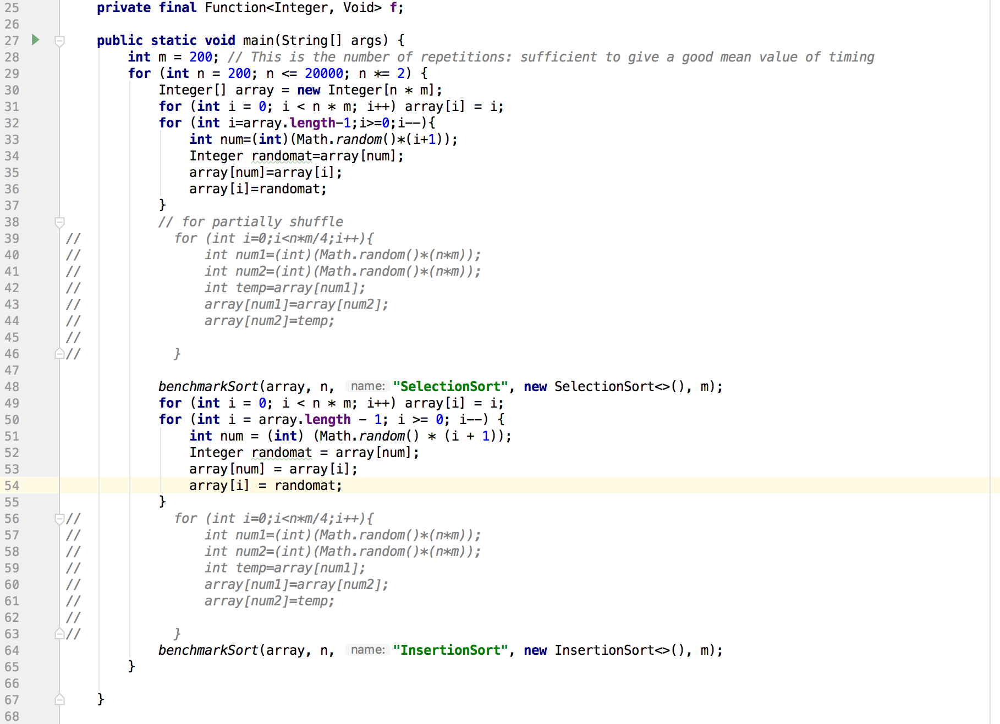 25 private final Function<Integer, Void> f;
26
27 public static void main(String[] args) {
28 int m = 200; // This is the number of repetitions: sufficient to give a good mean value of timing
29 for (int n = 200; n <= 20000; n *= 2) {
30 Integer[] array = new Integer[n * m];
31 for (int i = 0; i < n * m; i++) array[i] = i;
32 for (int i=array.length-1;i>=0;i--){
33 int num=(int)(Math.random()*(i+1));
34 Integer randomat=array[num];
35 array[num]=array[i];
36 array[i]=randomat;
37 }
38 // for partially shuffle
39 // for (int i=0;i<n*m/4;i++){
40 // int num1=(int)(Math.random()*(n*m));
41 // int num2=(int)(Math.random()*(n*m));
42 // int temp=array[num1];
43 // array[num1]=array[num2];
44 // array[num2]=temp;
45 //
46 // }
47
48 benchmarkSort(array, n, name: "SelectionSort", new SelectionSort<>(), m);
49 for (int i = 0; i < n * m; i++) array[i] = i;
50 for (int i = array.length - 1; i >= 0; i--) {
51 int num = (int) (Math.random() * (i + 1));
52 Integer randomat = array[num];
53 array[num] = array[i];
54 array[i] = randomat;
55 }
56 // for (int i=0;i<n*m/4;i++){
57 // int num1=(int)(Math.random()*(n*m));
58 // int num2=(int)(Math.random()*(n*m));
59 // int temp=array[num1];
60 // array[num1]=array[num2];
61 // array[num2]=temp;
62 //
63 // }
64 benchmarkSort(array, n, name: "InsertionSort", new InsertionSort<>(), m);
65 }
66
67 }
68